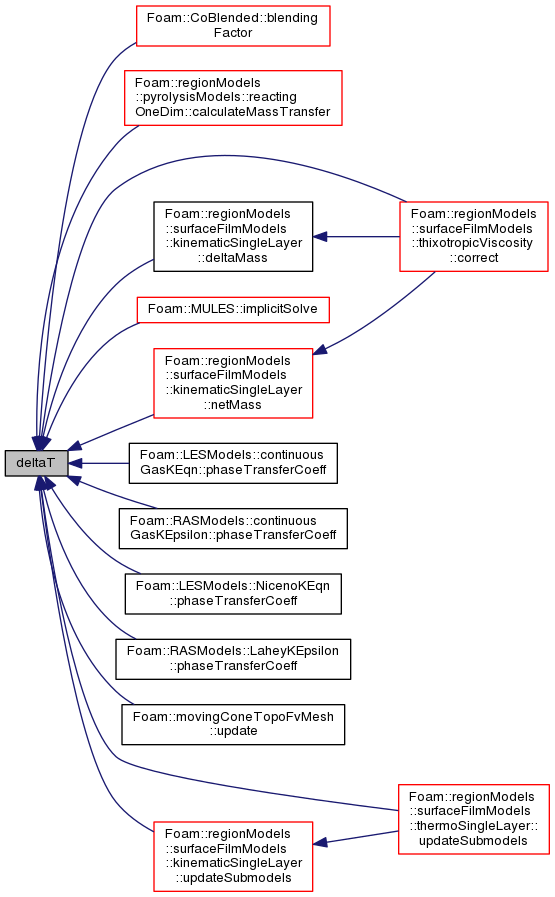 Foam::CoBlended::blending
Factor
Foam::regionModels
::pyrolysisModels::reacting
OneDim::calculateMassTransfer
Foam::regionModels
::surfaceFilmModels
::kinematicSingleLayer
::deltaMass
Foam::regionModels
::surfaceFilmModels
::thixotropicViscosity
::correct
Foam::MULES::implicitSolve
Foam::regionModels
::surfaceFilmModels
::kinematicSingleLayer
::netMass
deltaT
Foam::LESModels::continuous
GasKEqn::phaseTransferCoeff
Foam::RASModels::continuous
GasKEpsilon::phaseTransferCoeff
Foam::LESModels::NicenoKEqn
::phaseTransferCoeff
Foam::RASModels::LaheyKEpsilon
::phaseTransferCoeff
Foam::movingConeTopoFvMesh
::update
Foam::regionModels
::surfaceFilmModels
::thermoSingleLayer::
updateSubmodels
Foam::regionModels
::surfaceFilmModels
::kinematicSingleLayer
::updateSubmodels